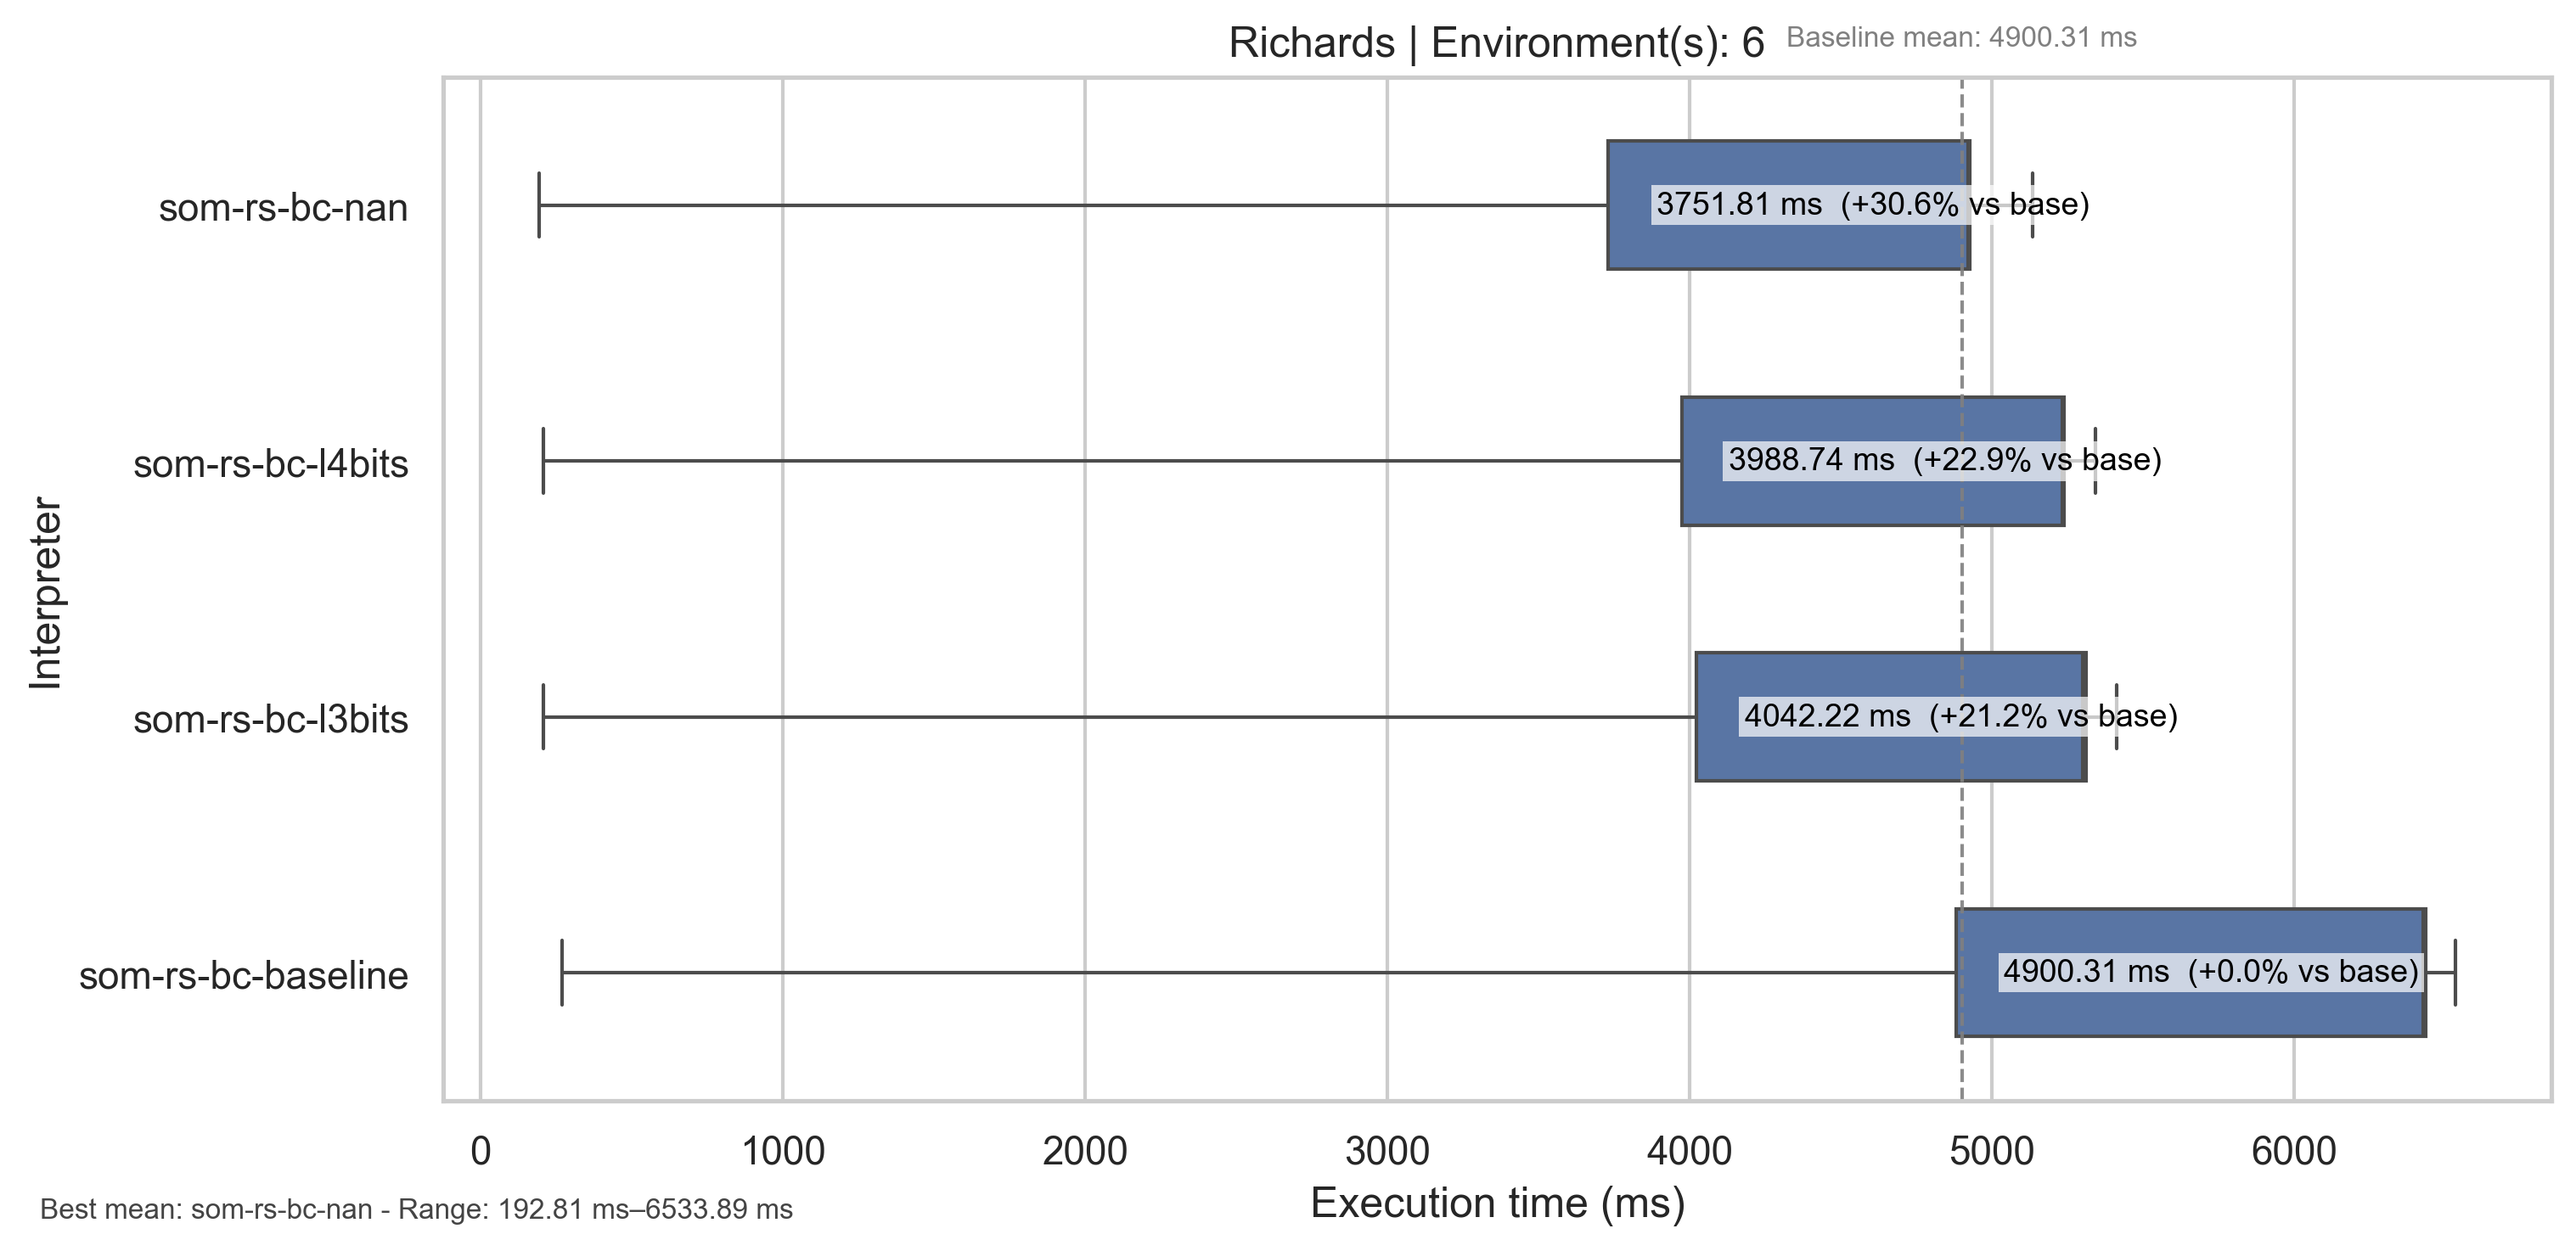 Richards | Environment(s): 6
Baseline mean: 4900.31 ms
Interpreter
som-rs-bc-nan
3751.81 ms (+30.6% vs base)
som-rs-bc-l4bits
3988.74 ms (+22.9% vs base)
som-rs-bc-l3bits
4042.22 ms (+21.2% vs base)
som-rs-bc-baseline
4900.31 ms (+0.0% vs base)
0 1000 2000 3000 4000 5000 6000
Execution time (ms)
Best mean: som-rs-bc-nan - Range: 192.81 ms–6533.89 ms